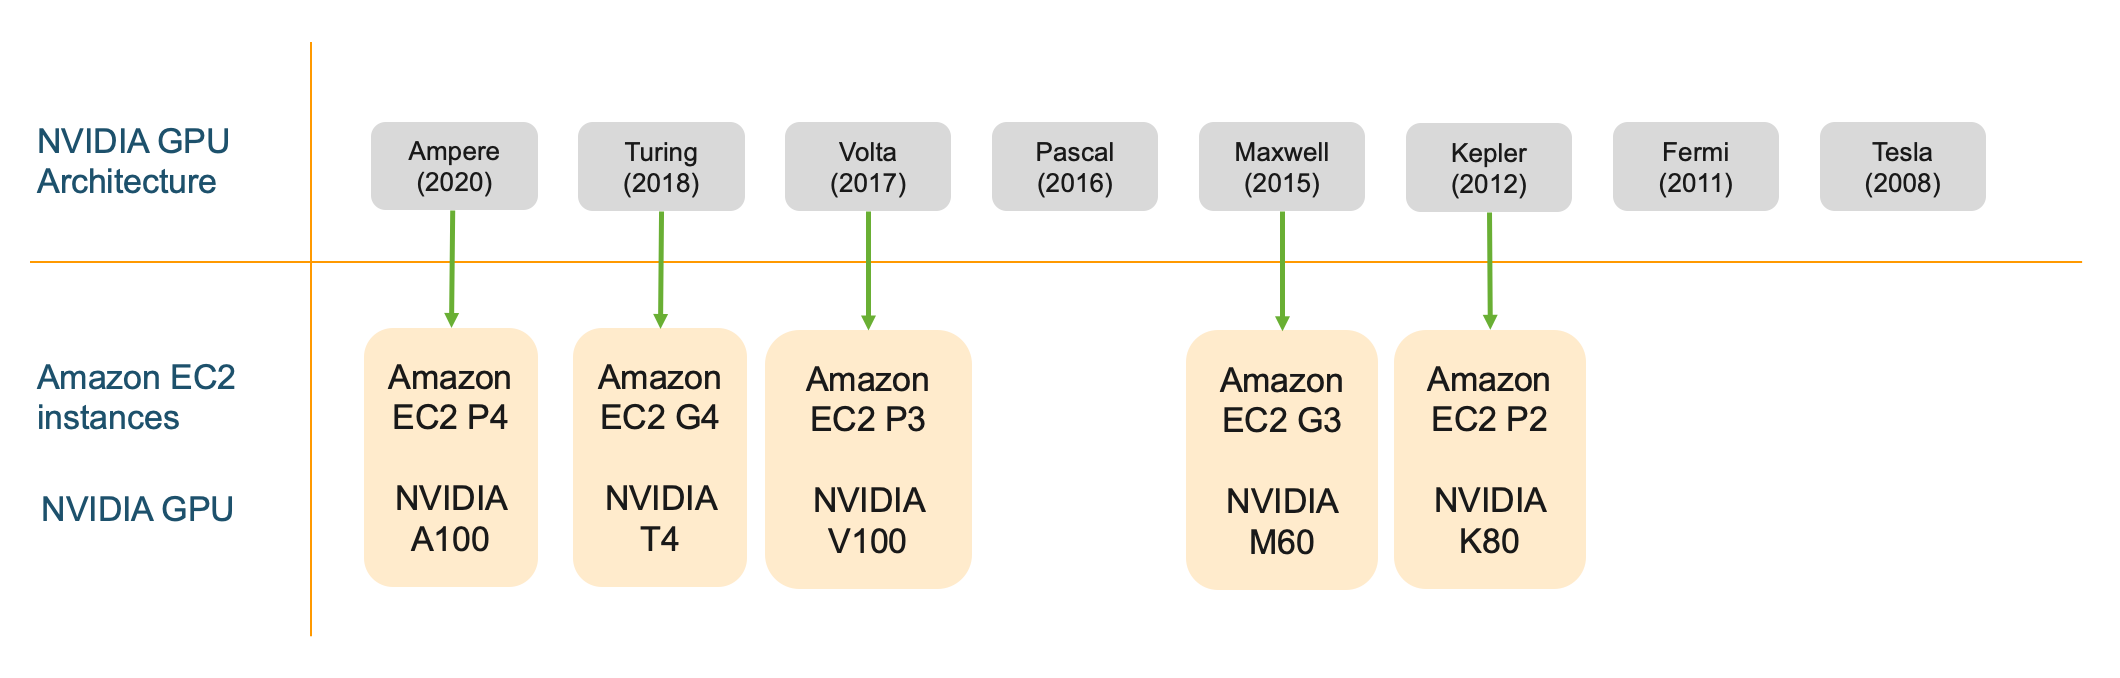 NVIDIA GPU
Architecture
Ampere
(2020)
Turing
(2018)
Volta
(2017)
Pascal
(2016)
Maxwell
(2015)
Kepler
(2012)
Fermi
(2011)
Tesla
(2008)
Amazon EC2
instances
NVIDIA GPU
Amazon
EC2 P4
NVIDIA
A100
Amazon
EC2 G4
NVIDIA
T4
Amazon
EC2 P3
NVIDIA
V100
Amazon
EC2 G3
NVIDIA
M60
Amazon
EC2 P2
NVIDIA
K80